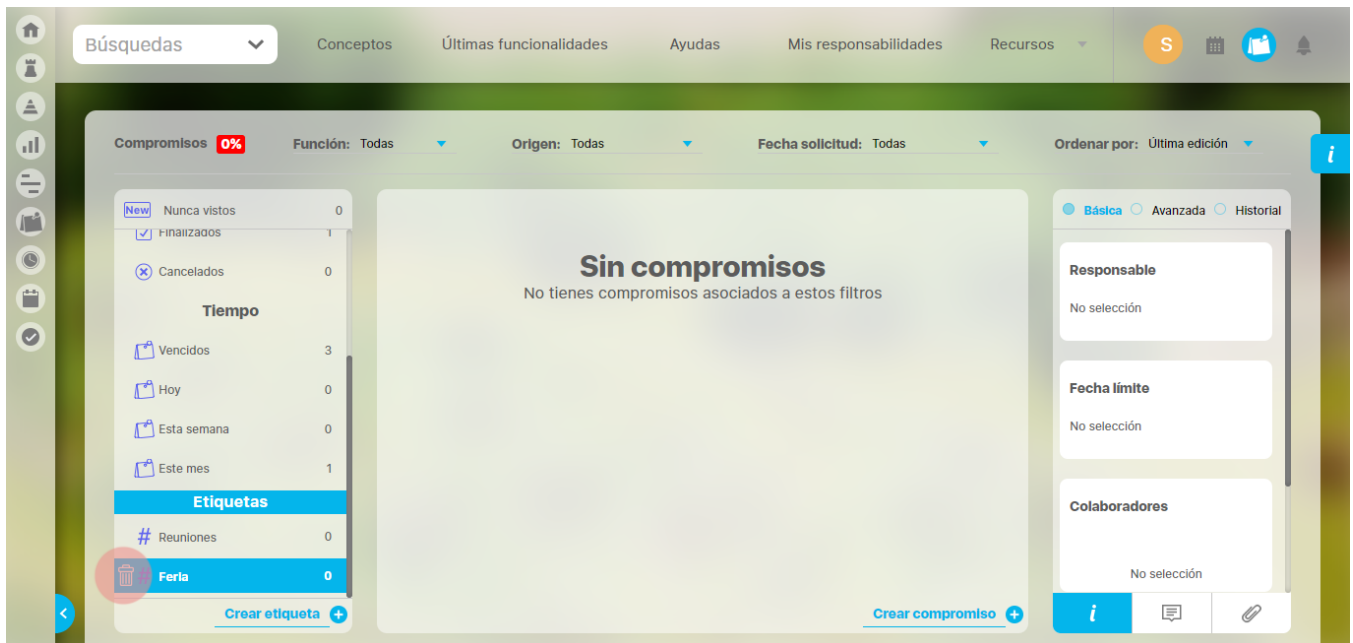 Búsquedas
Conceptos
Últimas funcionalidades
Ayudas
Mis responsabilidades
Recursos
S
Compromisos 0%
Función: Todas
Origen: Todas
Fecha solicitud: Todas
Ordenar por: Última edición
i
New Nunca vistos 0
Finalizados 1
Cancelados 0
Tiempo
Vencidos 3
Hoy 0
Esta semana 0
Este mes 1
Etiquetas
# Reuniones 0
# Feria 0
Crear etiqueta +
Sin compromisos
No tienes compromisos asociados a estos filtros
Crear compromiso +
Básica
Avanzada
Historial
Responsable
No selección
Fecha límite
No selección
Colaboradores
No selección
i